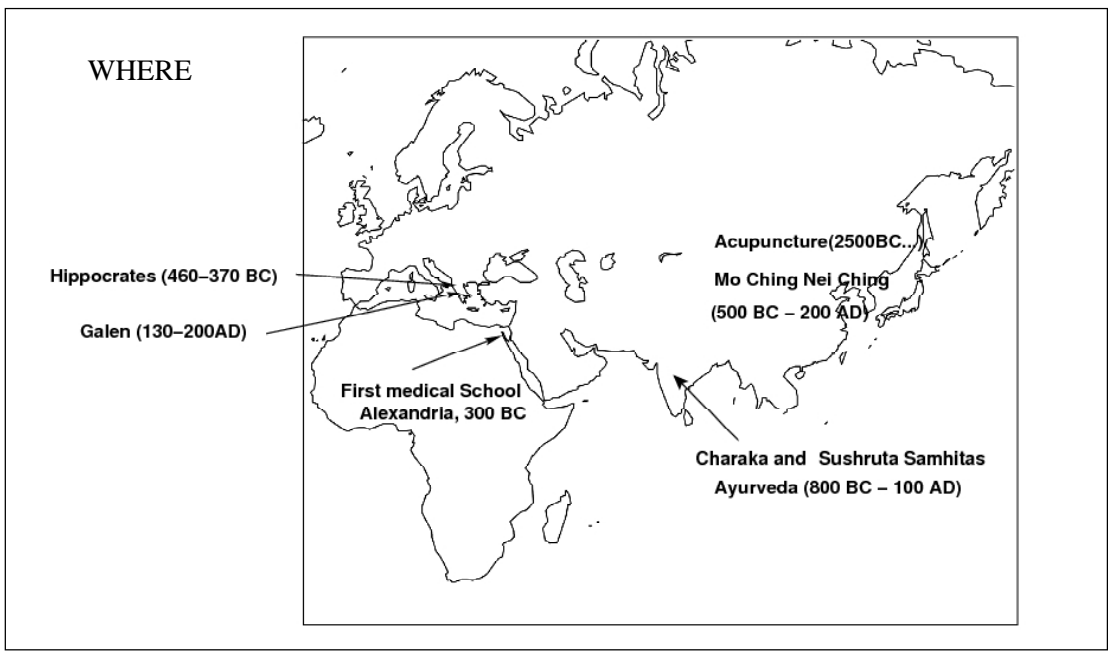 WHERE
Acupuncture(2500BC...)
Mo Ching Nei Ching
(500 BC – 200 AD)
Hippocrates (460–370 BC)
Galen (130–200AD)
First medical School
Alexandria, 300 BC
Charaka and Sushruta Samhitas
Ayurveda (800 BC – 100 AD)